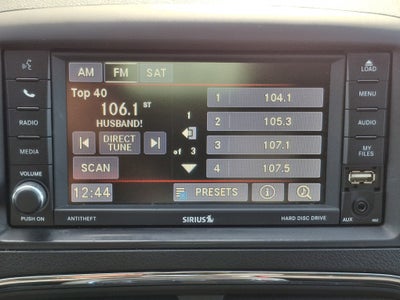 AM FM SAT
Top 40
106.1 ST
HUSBAND!
DIRECT
TUNE
SCAN
12:44
1
of 3
1 104.1
2 105.3
3 107.1
4 107.5
PRESETS
RADIO
MEDIA
VOLUME
PUSH ON
ANTITHEFT
SIRIUS
HARD DISC DRIVE
LOAD
MENU
AUDIO
MY
FILES
AUX